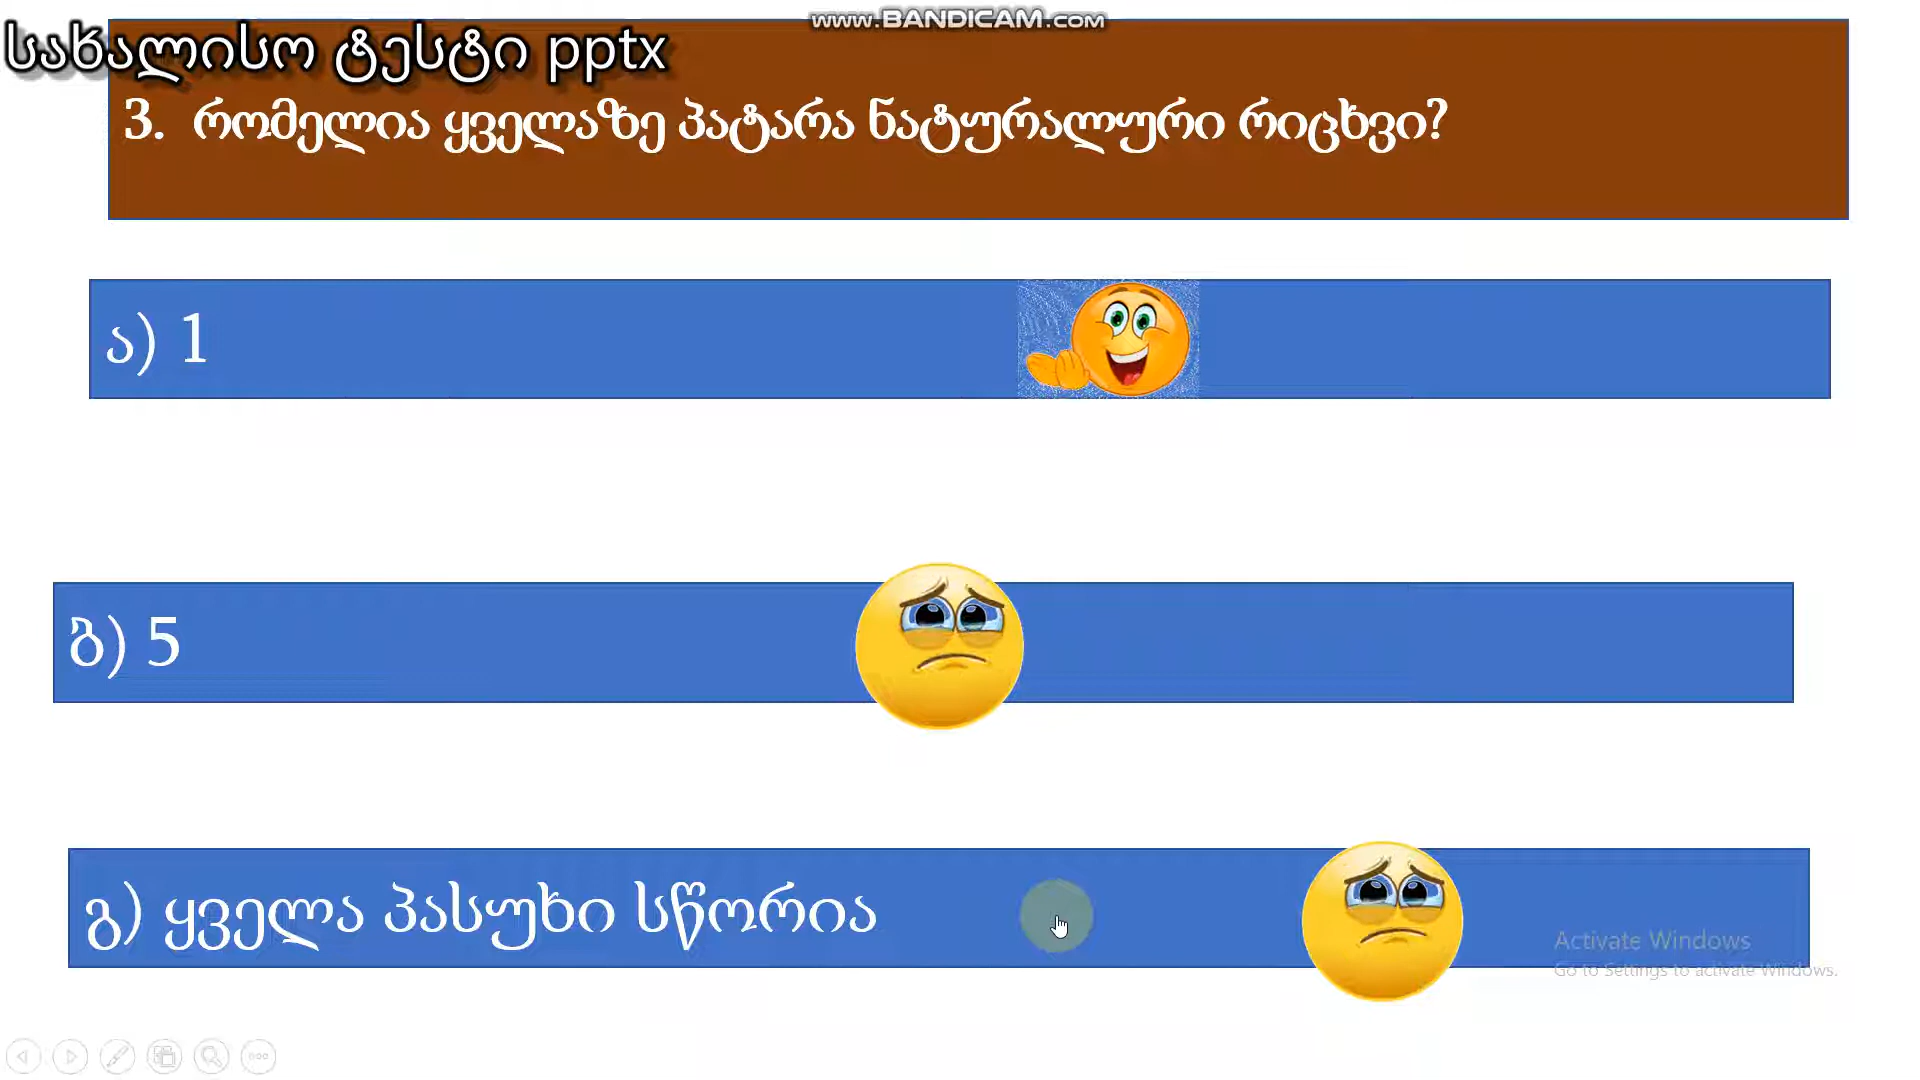 www.BANDICAM.com
სახალისო ტესტი pptx
3. რომელია ყველაზე პატარა ნატურალური რიცხვი?
ა) 1
ბ) 5
გ) ყველა პასუხი სწორია
Activate Windows
Go to Settings to activate Windows.